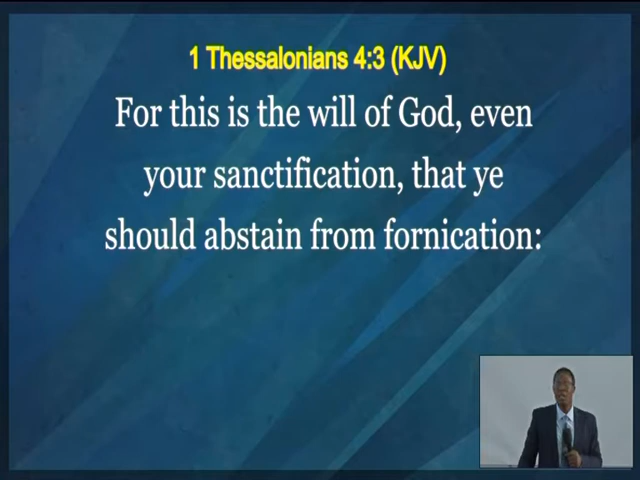 1 Thessalonians 4:3 (KJV)
For this is the will of God, even
your sanctification, that ye
should abstain from fornication: